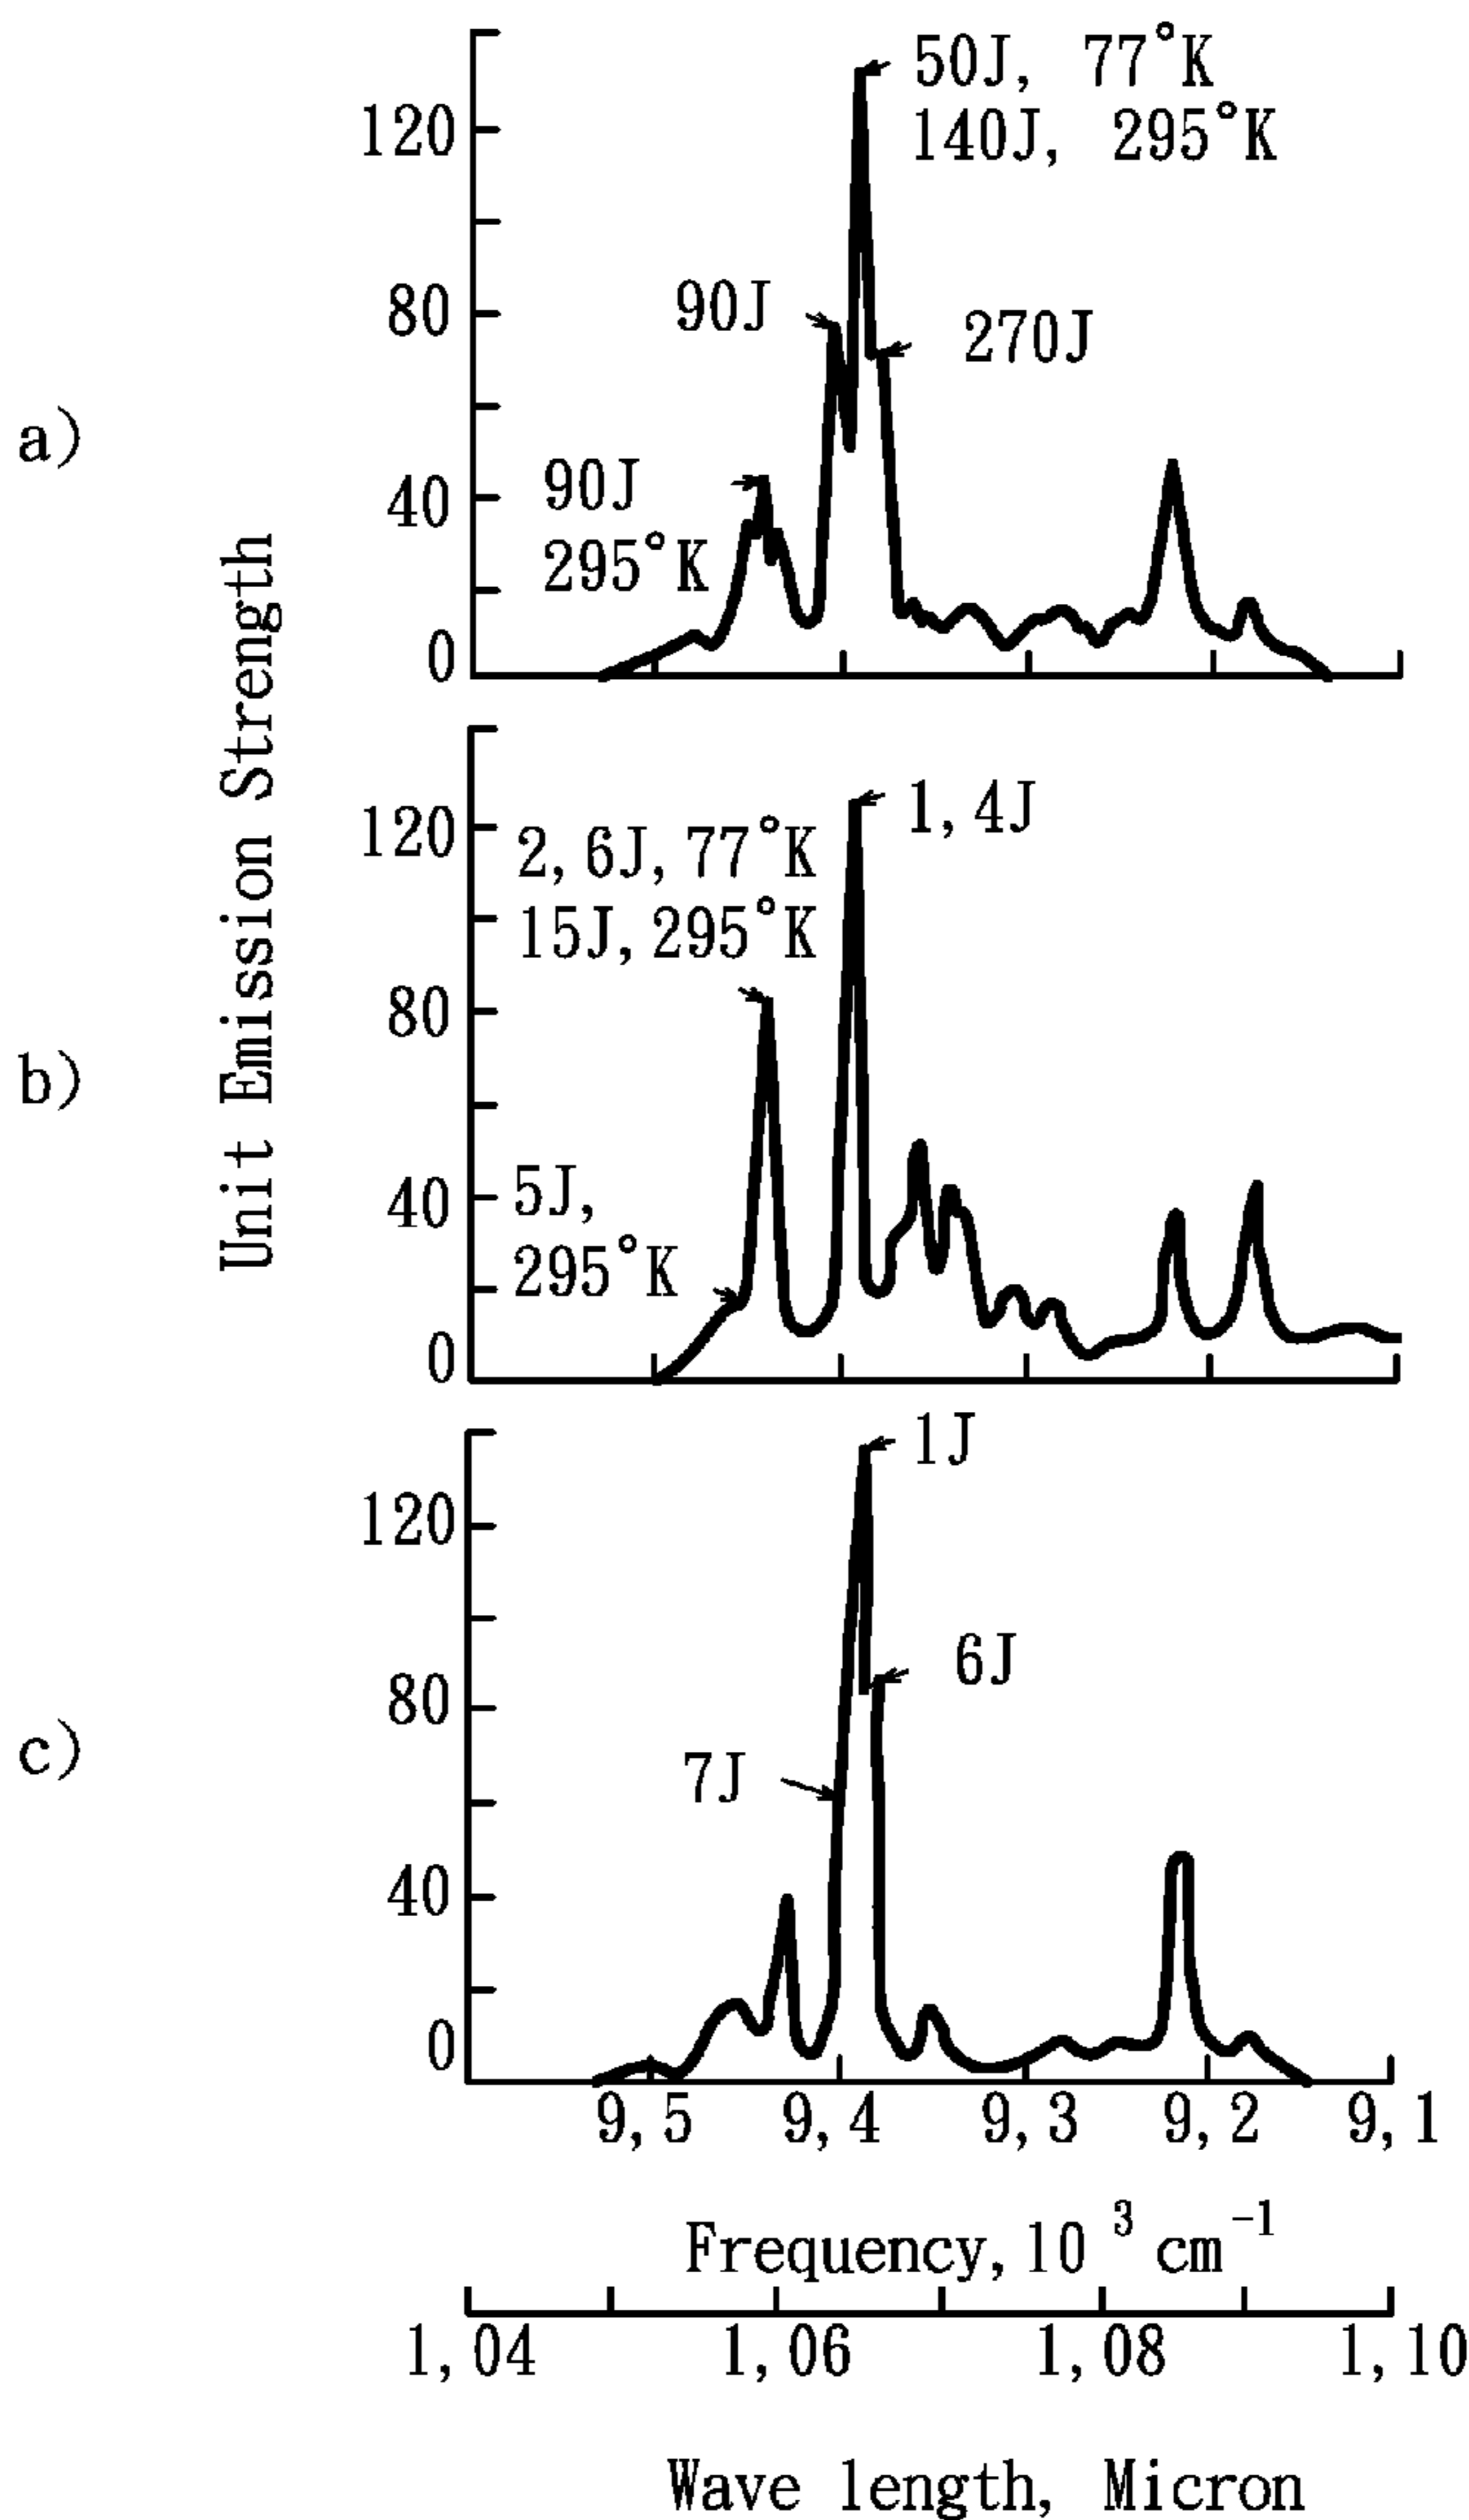 a)
120
80
40
0
50J, 77°K
140J, 295°K
90J
270J
90J
295°K
Unit Emission Strength
b)
120
80
40
0
2,6J,77°K
15J,295°K
1,4J
5J,
295°K
c)
120
80
40
0
1J
6J
7J
9,5 9,4 9,3 9,2 9,1
Frequency,10 3 cm-1
1,04 1,06 1,08 1,10
Wave length, Micron